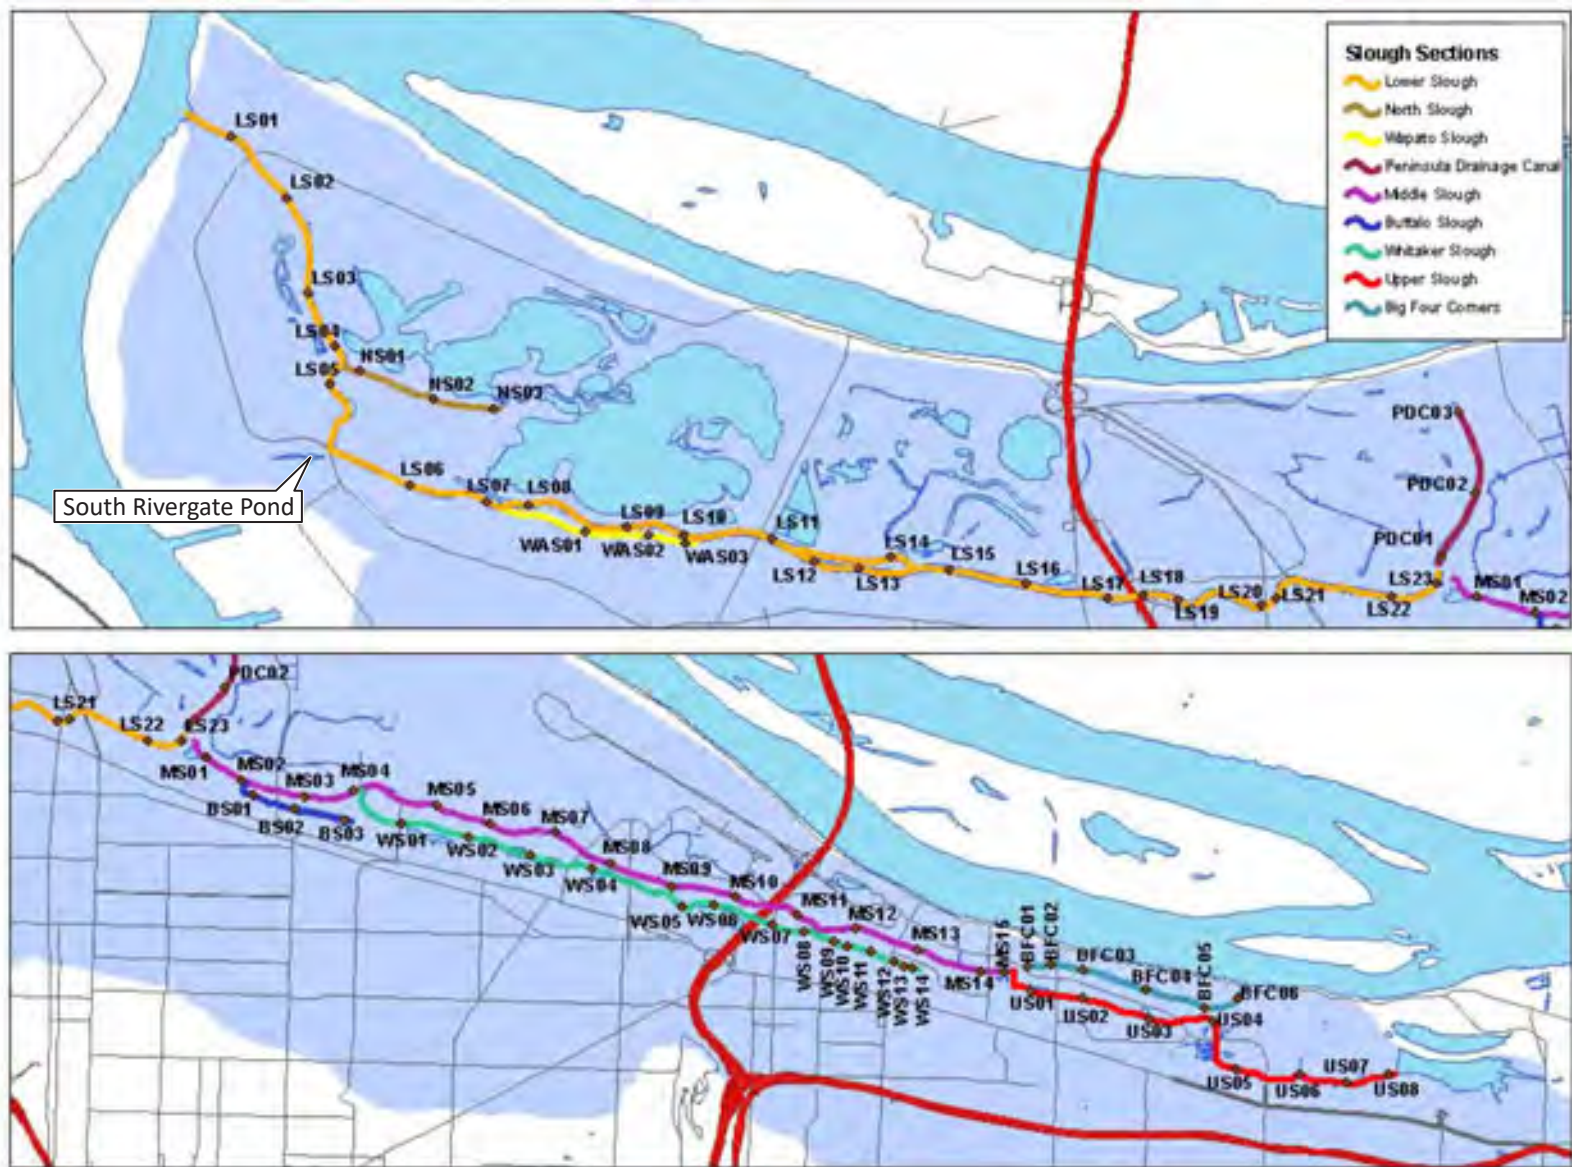 Slough Sections
Lower Slough
North Slough
Wapato Slough
Peninsula Drainage Canal
Middle Slough
Buffalo Slough
Whitaker Slough
Upper Slough
Big Four Corners
LS01
LS02
LS03
LS04
NS01
LS05
NS02
NS03
PDC03
LS06
LS07
LS08
PDC02
South Rivergate Pond
LS09
LS10
LS11
WAS01
WAS02
WAS03
LS14
PDC01
LS12
LS13
LS15
LS16
LS17
LS18
LS19
LS20
LS21
LS22
LS23
MS01
MS02
PDC02
LS21
LS22
LS23
MS01
MS02
MS03
MS04
MS05
MS06
MS07
BS01
BS02
BS03
WS01
WS02
WS03
WS04
MS08
MS09
MS10
MS11
MS12
MS13
WS05
WS06
WS07
WS08
WS09
WS10
WS11
WS12
WS13
WS14
MS14
MS15
BFC01
BFC02
BFC03
BFC04
BFC05
BFC06
US01
US02
US03
US04
US05
US06
US07
US08